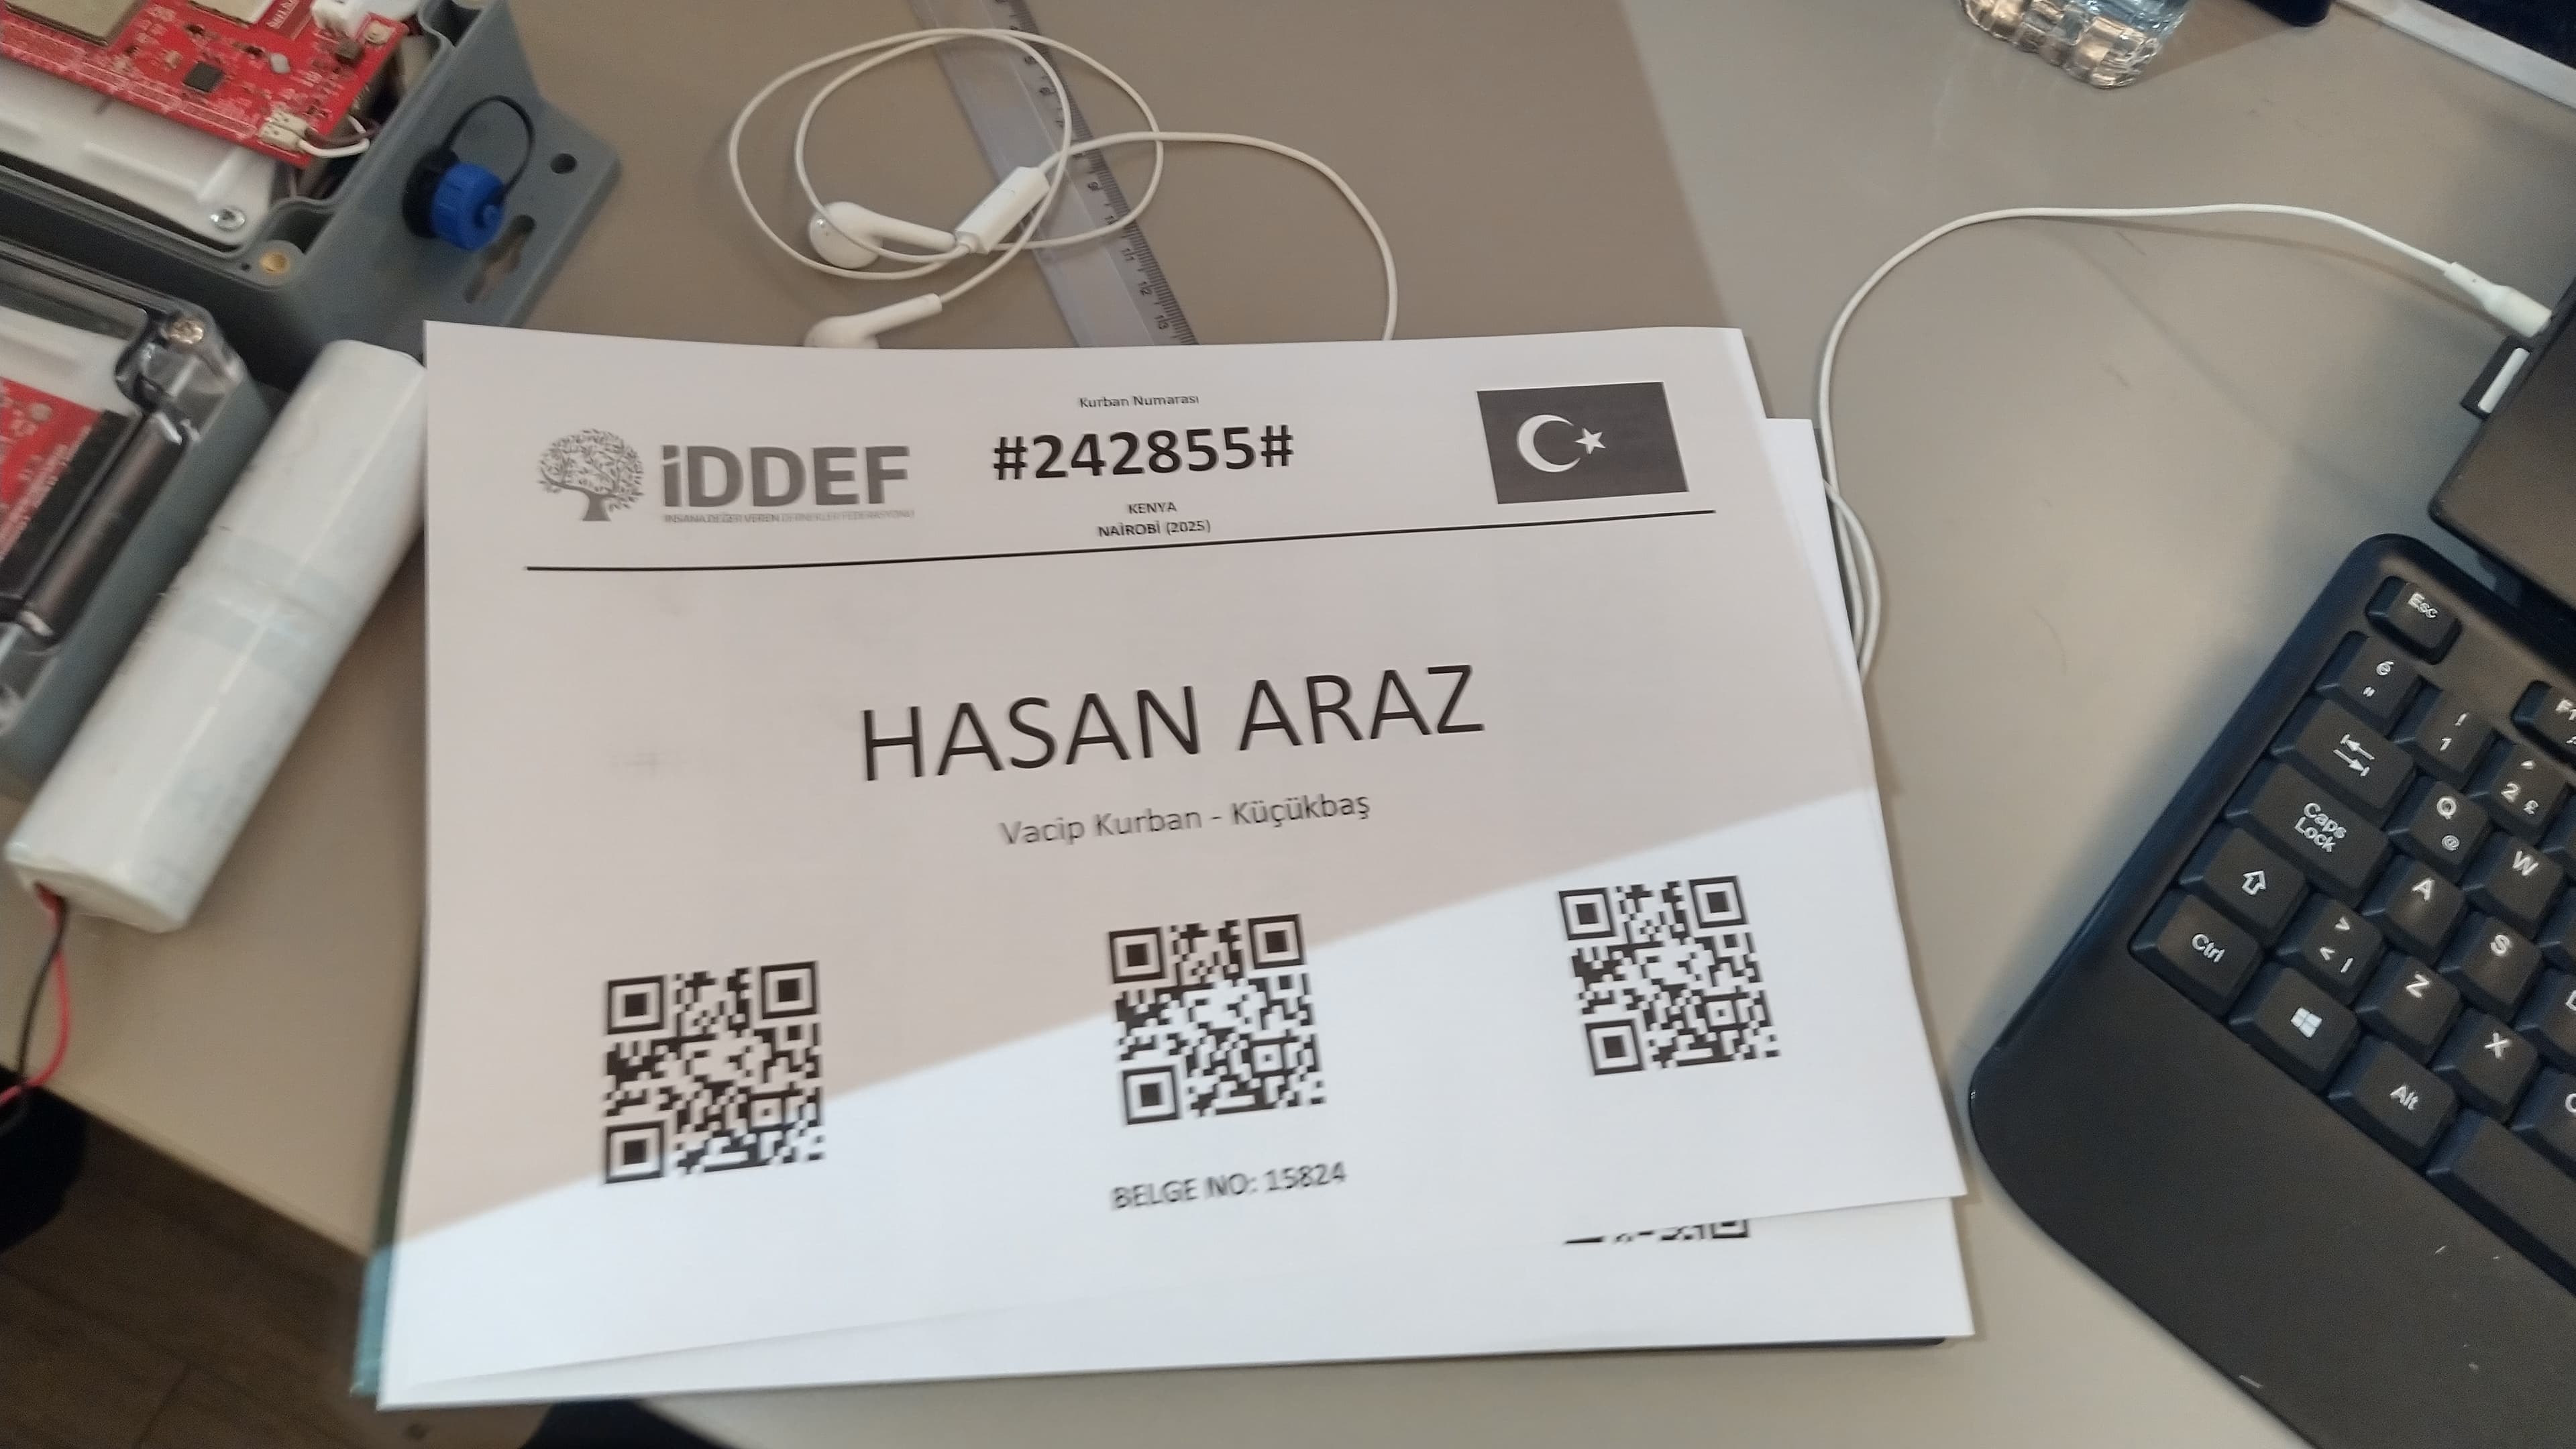 Kurban Numarası
#242855#
KENYA
NAİROBİ (2025)
iDDEF
İNSANA DEĞER VEREN DERNEKLER FEDERASYONU
HASAN ARAZ
Vacip Kurban - Küçükbaş
BELGE NO: 15824
Esc
é
"
!
1
2 £
Caps
Lock
Q
@
W
A
S
Ctrl
>
< |
Z
X
Alt